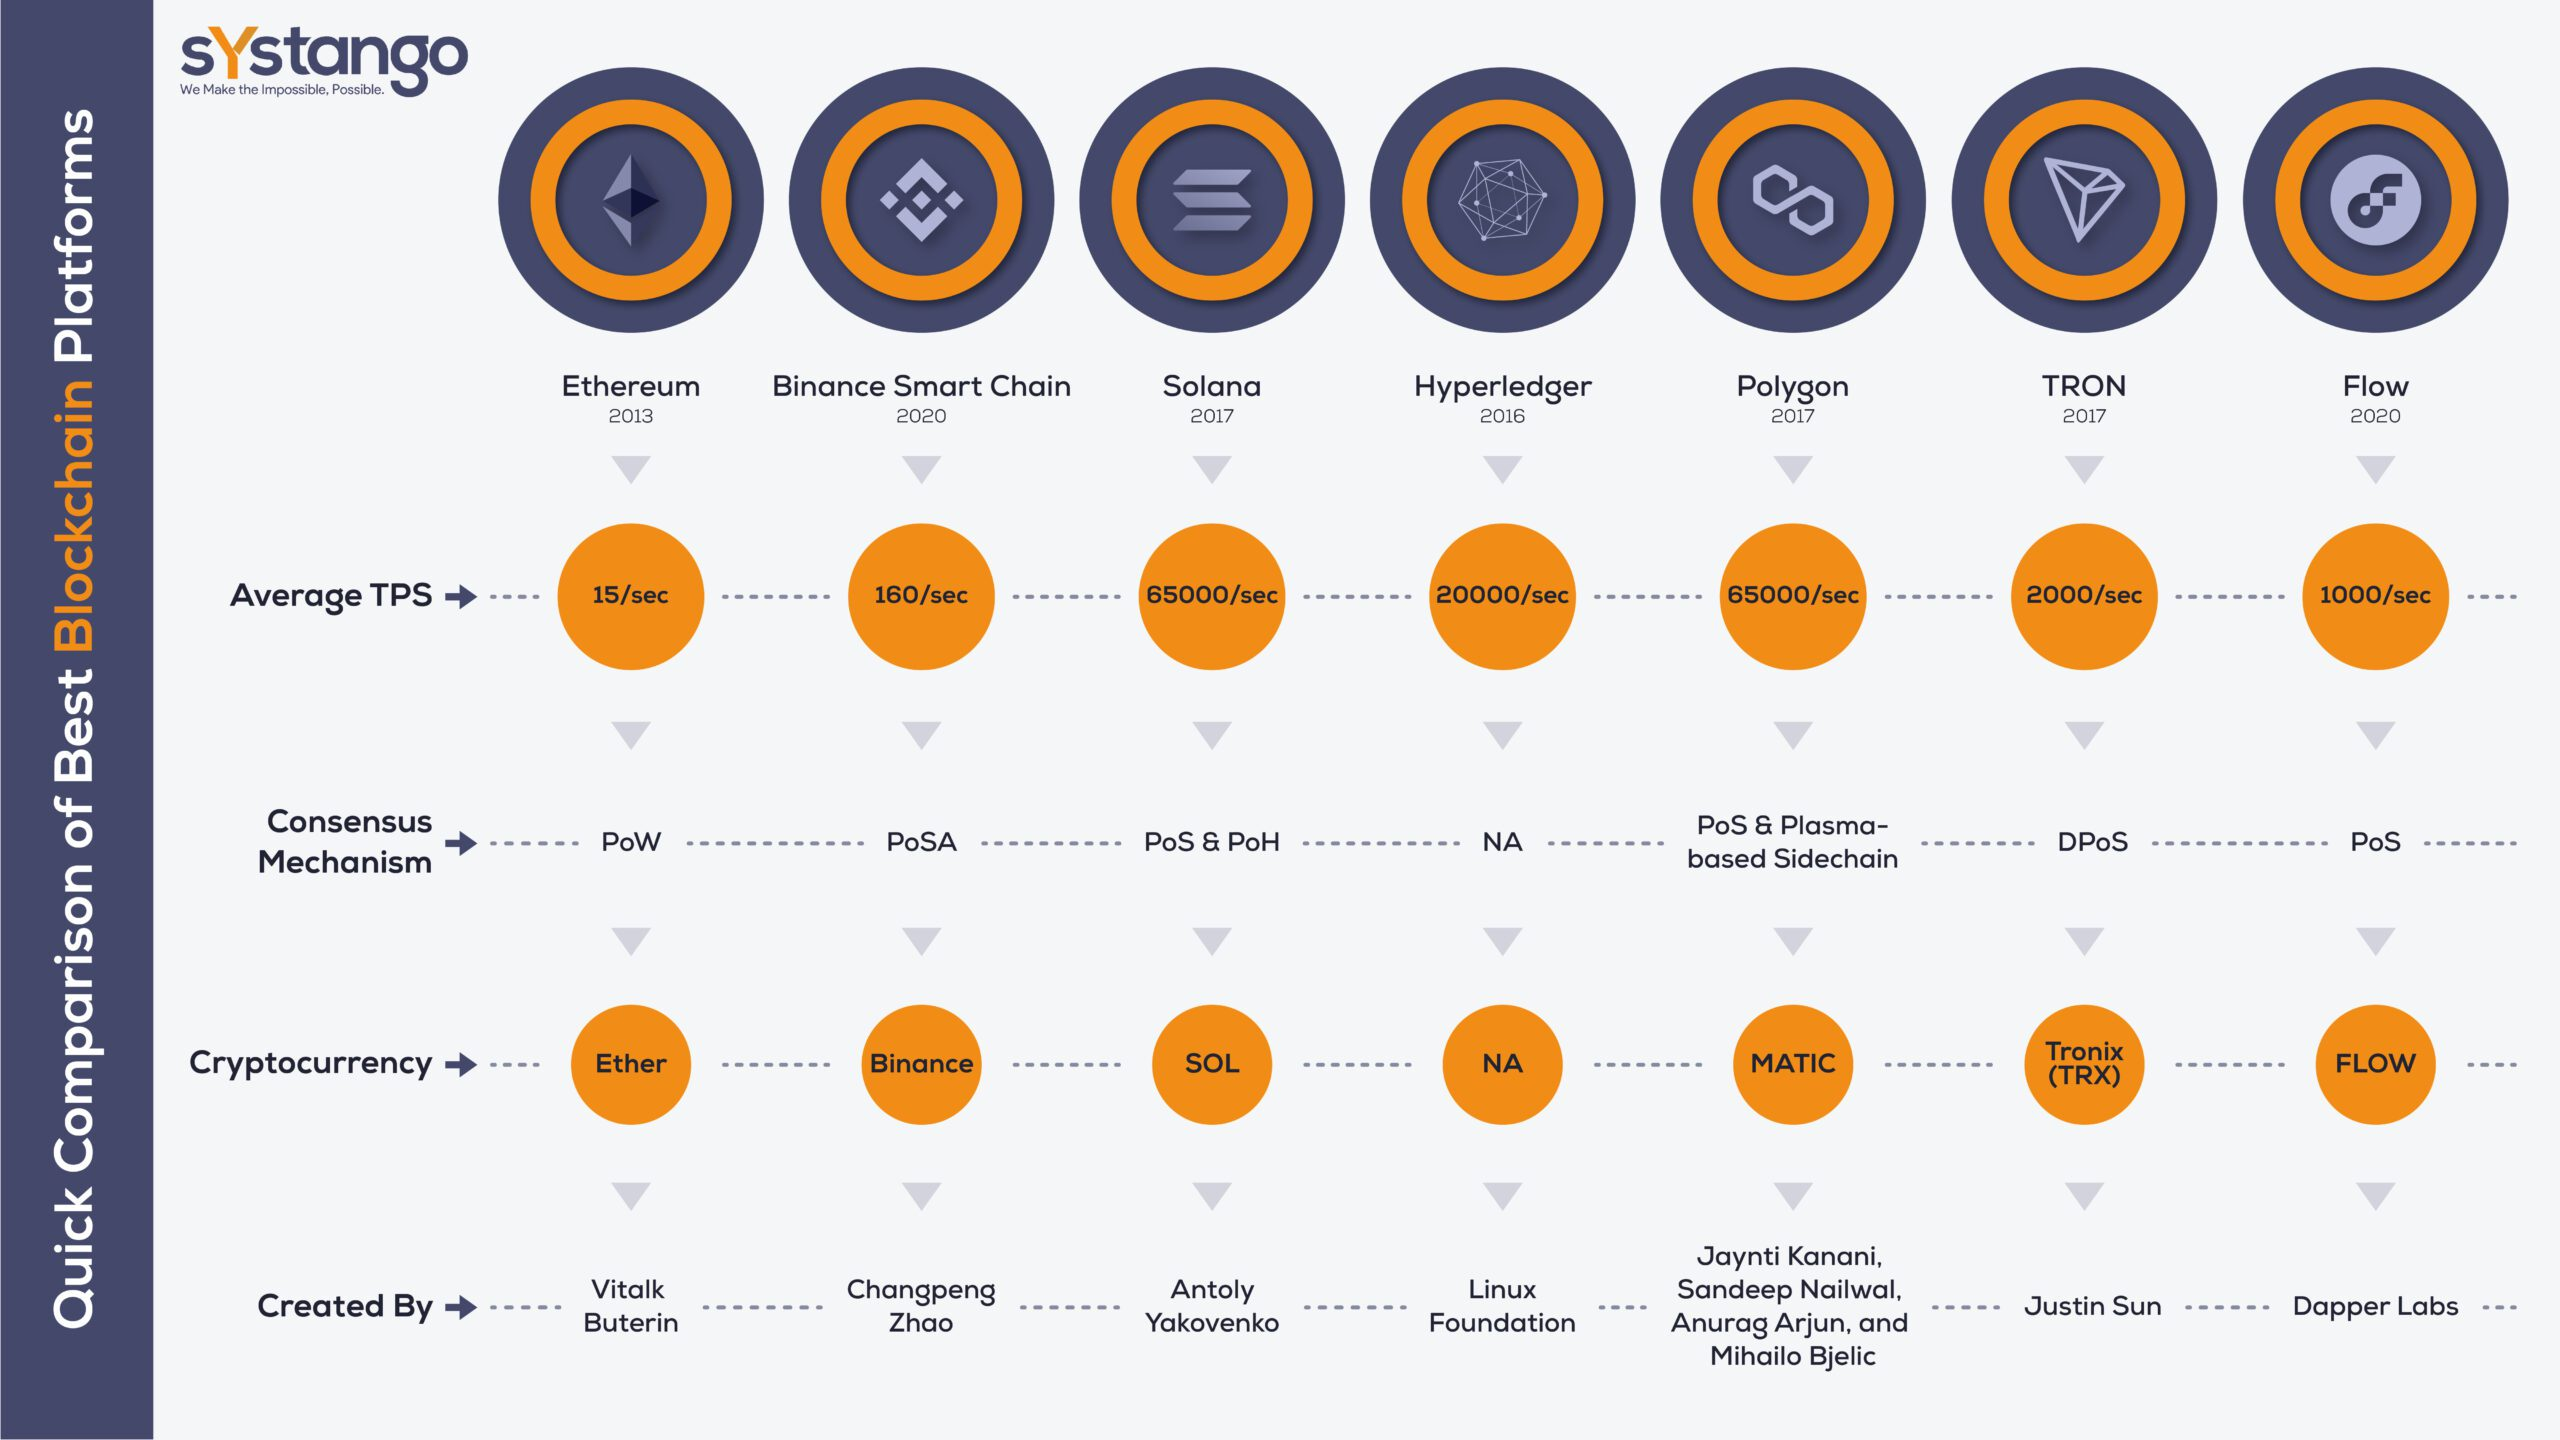 Quick Comparison of Best Blockchain Platforms
sYstango
We Make the Impossible, Possible.
Ethereum
2013
Binance Smart Chain
2020
Solana
2017
Hyperledger
2016
Polygon
2017
TRON
2017
Flow
2020
Average TPS
15/sec
160/sec
65000/sec
20000/sec
65000/sec
2000/sec
1000/sec
Consensus
Mechanism
PoW
PoSA
PoS & PoH
NA
PoS & Plasma-
based Sidechain
DPoS
PoS
Cryptocurrency
Ether
Binance
SOL
NA
MATIC
Tronix
(TRX)
FLOW
Created By
Vitalk
Buterin
Changpeng
Zhao
Antoly
Yakovenko
Linux
Foundation
Jaynti Kanani,
Sandeep Nailwal,
Anurag Arjun, and
Mihailo Bjelic
Justin Sun
Dapper Labs